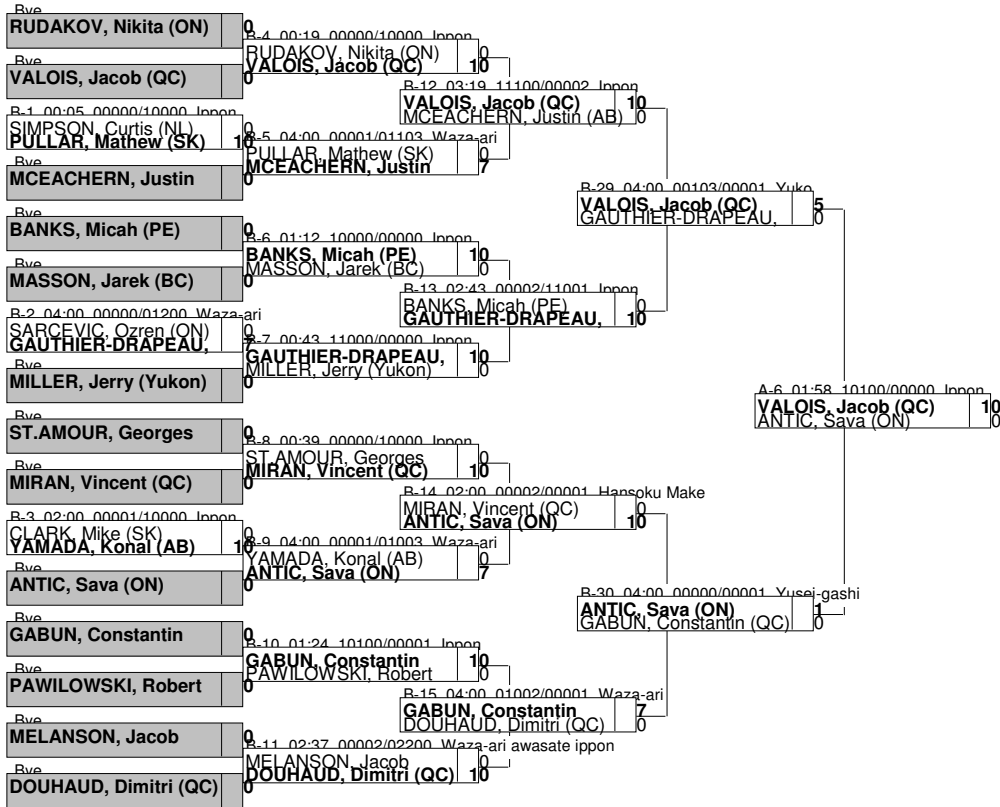 Bye
RUDAKOV, Nikita (ON) 0
Bye
VALOIS, Jacob (QC) 0
B-1 00:05 00000/10000 Ippon
SIMPSON, Curtis (NL) 0
PULLAR, Mathew (SK) 10
Bye
MCEACHERN, Justin 0
Bye
BANKS, Micah (PE) 0
Bye
MASSON, Jarek (BC) 0
B-2 04:00 00000/01200 Waza-ari
SARCEVIC, Ozren (ON) 0
GAUTHIER-DRAPEAU, 7
Bye
MILLER, Jerry (Yukon) 0
Bye
ST.AMOUR, Georges 0
Bye
MIRAN, Vincent (QC) 0
B-3 02:00 00001/10000 Ippon
CLARK, Mike (SK) 0
YAMADA, Konal (AB) 10
Bye
ANTIC, Sava (ON) 0
Bye
GABUN, Constantin 0
Bye
PAWILOWSKI, Robert 0
Bye
MELANSON, Jacob 0
Bye
DOUHAUD, Dimitri (QC) 0
B-4 00:19 00000/10000 Ippon
RUDAKOV, Nikita (ON) 0
VALOIS, Jacob (QC) 10
B-5 04:00 00001/01103 Waza-ari
PULLAR, Mathew (SK) 0
MCEACHERN, Justin 7
B-6 01:12 10000/00000 Ippon
BANKS, Micah (PE) 10
MASSON, Jarek (BC) 0
B-7 00:43 11000/00000 Ippon
GAUTHIER-DRAPEAU, 10
MILLER, Jerry (Yukon) 0
B-8 00:39 00000/10000 Ippon
ST.AMOUR, Georges 0
MIRAN, Vincent (QC) 10
B-9 04:00 00001/01003 Waza-ari
YAMADA, Konal (AB) 0
ANTIC, Sava (ON) 7
B-10 01:24 10100/00001 Ippon
GABUN, Constantin 10
PAWILOWSKI, Robert 0
B-11 02:37 00002/02200 Waza-ari awasate ippon
MELANSON, Jacob 0
DOUHAUD, Dimitri (QC) 10
B-12 03:19 11100/00002 Ippon
VALOIS, Jacob (QC) 10
MCEACHERN, Justin (AB) 0
B-13 02:43 00002/11001 Ippon
BANKS, Micah (PE) 0
GAUTHIER-DRAPEAU, 10
B-14 02:00 00002/00001 Hansoku Make
MIRAN, Vincent (QC) 0
ANTIC, Sava (ON) 10
B-15 04:00 01002/00001 Waza-ari
GABUN, Constantin 7
DOUHAUD, Dimitri (QC) 0
B-29 04:00 00103/00001 Yuko
VALOIS, Jacob (QC) 5
GAUTHIER-DRAPEAU, 0
B-30 04:00 00000/00001 Yusei-gashi
ANTIC, Sava (ON) 1
GABUN, Constantin (QC) 0
A-6 01:58 10100/00000 Ippon
VALOIS, Jacob (QC) 10
ANTIC, Sava (ON) 0